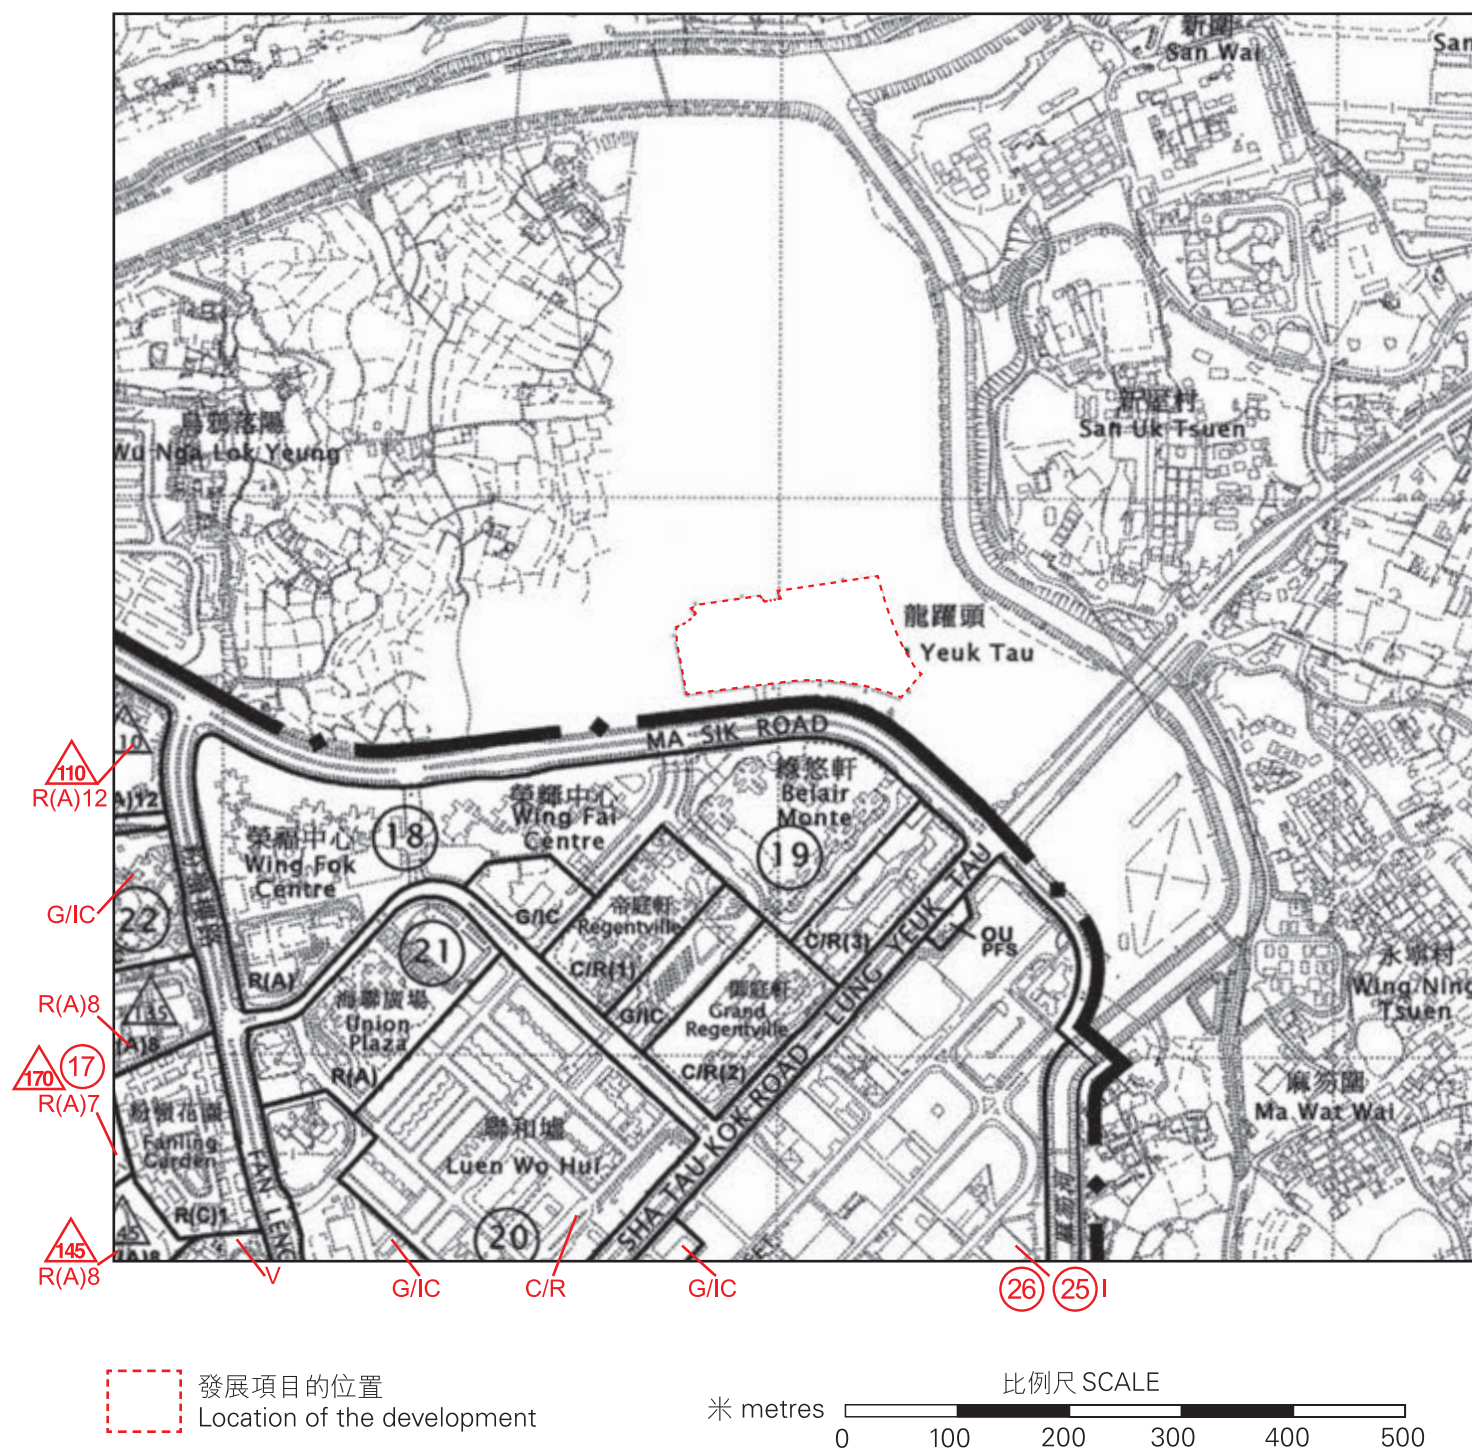 新圍
San Wai
San
新屋村
San Uk Tsuen
烏鴉落陽
Wu Nga Lok Yeung
龍躍頭
Yeuk Tau
MA SIK ROAD
110
R(A)12
10
A)12
榮輝中心
Wing Fai
Centre
綠悠軒
Belair
Monte
榮福中心
Wing Fok
Centre
18
19
G/IC
22
G/IC
帝庭軒
Regentville
C/R(1)
C/R(3)
LUNG YEUK TAU
OU
PFS
21
R(A)
海聯廣場
Union
Plaza
R(A)
G/IC
御庭軒
Grand
Regentville
C/R(2)
永寧村
Wing Ning
Tsuen
R(A)8
135
(A)8
170
17
R(A)7
粉嶺花園
Fanling
Garden
聯和墟
Luen Wo Hui
SHA TAU KOK ROAD
麻笏圍
Ma Wat Wai
R(C)1
FAN LENG
20
145
R(A)8
45
V
G/IC
C/R
G/IC
26
25
I
發展項目的位置
Location of the development
比例尺 SCALE
米 metres
0 100 200 300 400 500